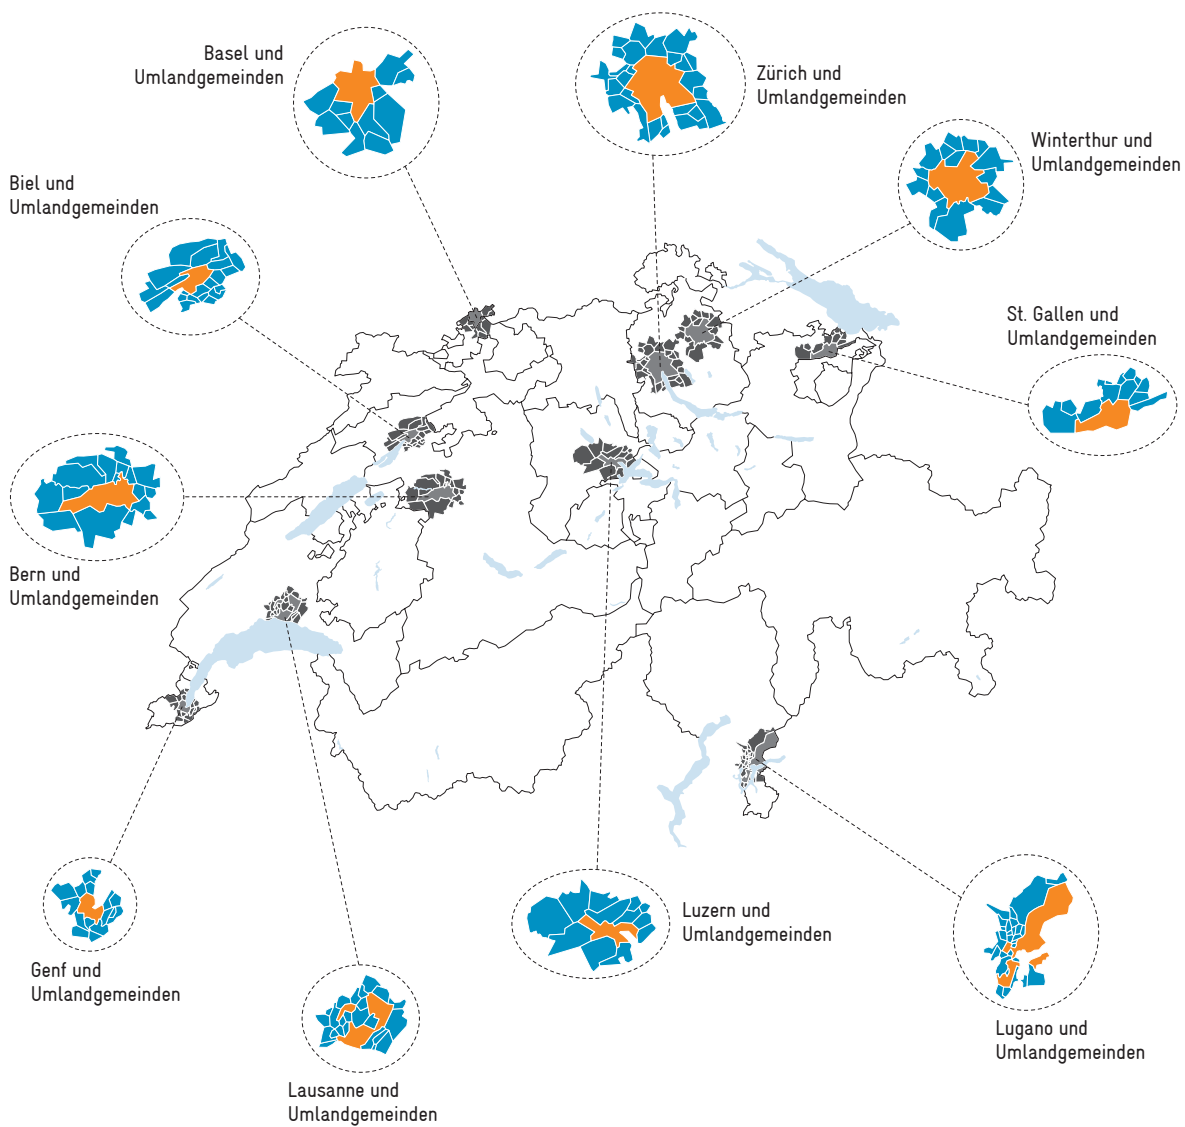 Basel und
Umlandgemeinden
Zürich und
Umlandgemeinden
Winterthur und
Umlandgemeinden
Biel und
Umlandgemeinden
St. Gallen und
Umlandgemeinden
Bern und
Umlandgemeinden
Luzern und
Umlandgemeinden
Genf und
Umlandgemeinden
Lugano und
Umlandgemeinden
Lausanne und
Umlandgemeinden